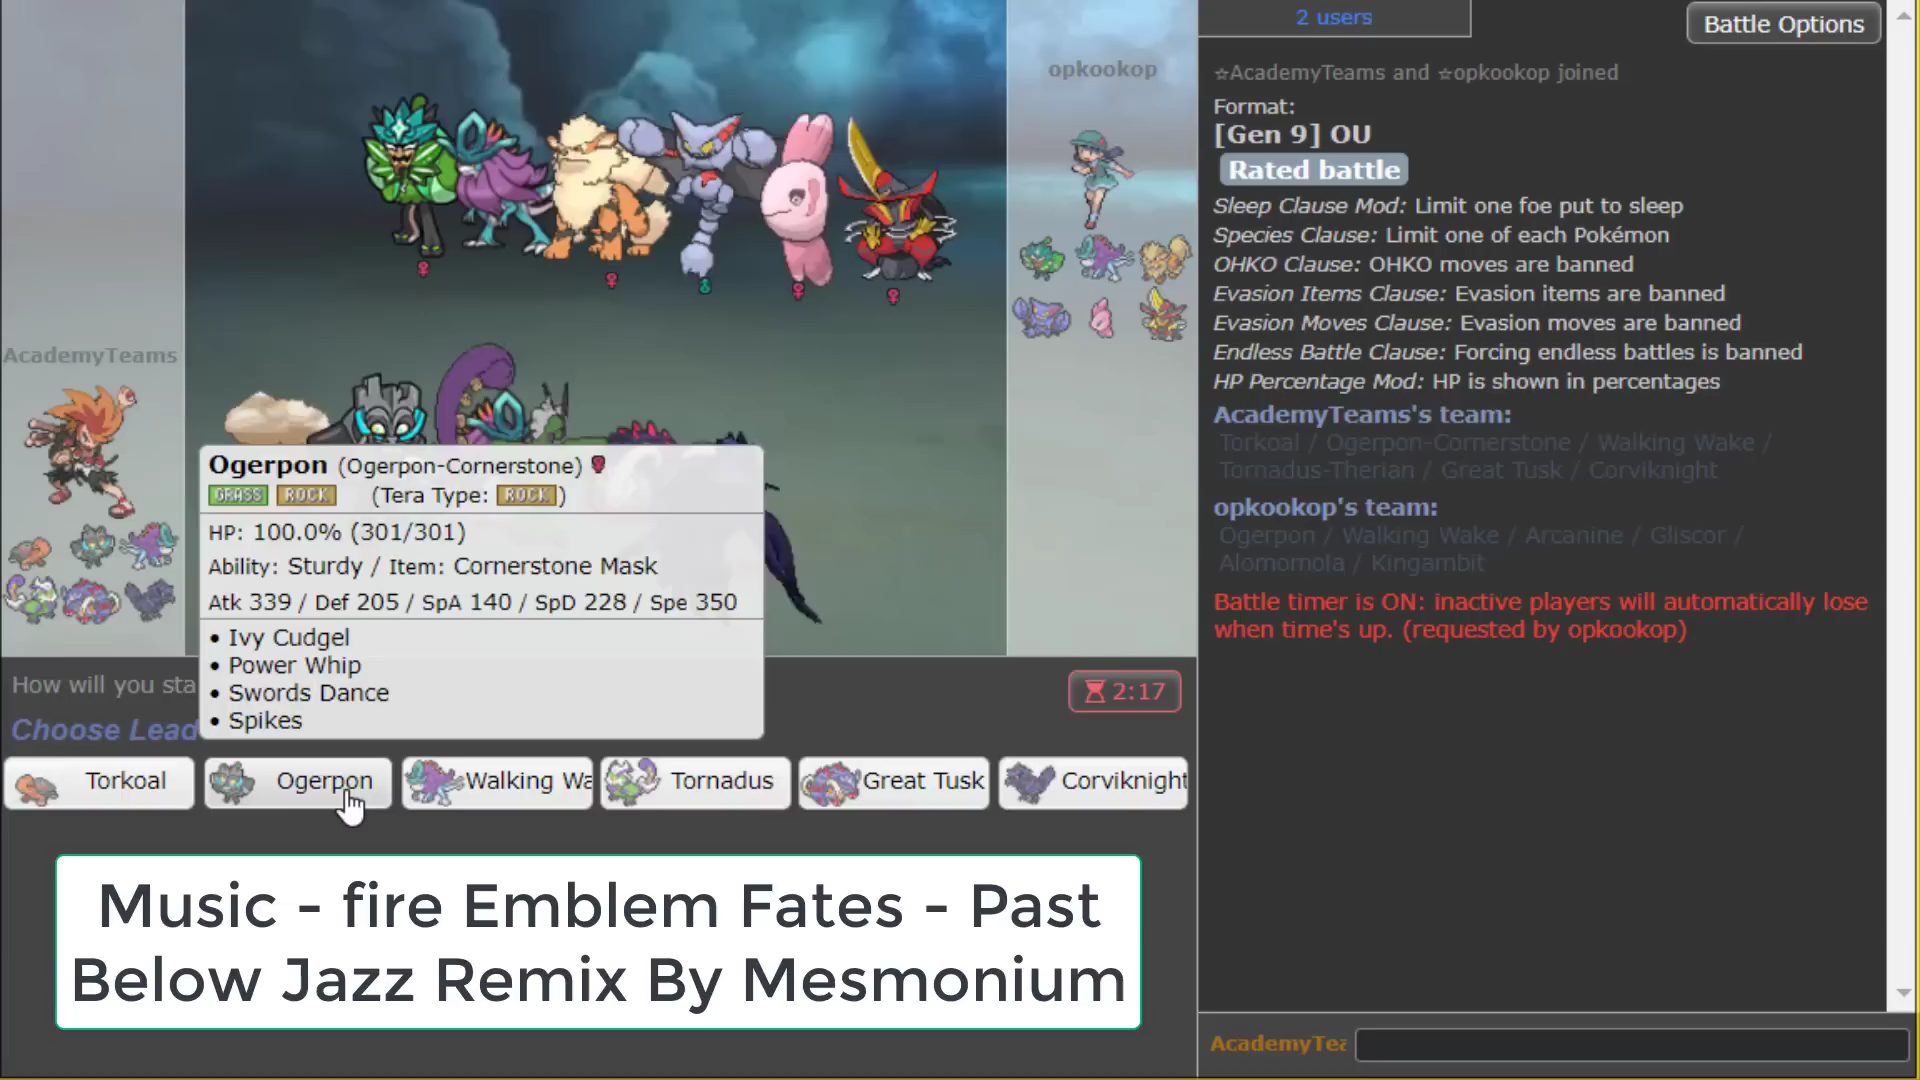 2 users
Battle Options
☆AcademyTeams and ☆opkookop joined
Format:
[Gen 9] OU
Rated battle
Sleep Clause Mod: Limit one foe put to sleep
Species Clause: Limit one of each Pokémon
OHKO Clause: OHKO moves are banned
Evasion Items Clause: Evasion items are banned
Evasion Moves Clause: Evasion moves are banned
Endless Battle Clause: Forcing endless battles is banned
HP Percentage Mod: HP is shown in percentages
AcademyTeams's team:
Torkoal / Ogerpon-Cornerstone / Walking Wake /
Tornadus-Therian / Great Tusk / Corviknight
opkookop's team:
Ogerpon / Walking Wake / Arcanine / Gliscor /
Alomomola / Kingambit
Battle timer is ON: inactive players will automatically lose
when time's up. (requested by opkookop)
opkookop
AcademyTeams
Ogerpon (Ogerpon-Cornerstone)
GRASS ROCK (Tera Type: ROCK)
HP: 100.0% (301/301)
Ability: Sturdy / Item: Cornerstone Mask
Atk 339 / Def 205 / SpA 140 / SpD 228 / Spe 350
• Ivy Cudgel
• Power Whip
• Swords Dance
• Spikes
How will you sta
2:17
Choose Lead
Torkoal Ogerpon Walking Wa Tornadus Great Tusk Corviknight
Music - fire Emblem Fates - Past
Below Jazz Remix By Mesmonium
AcademyTea